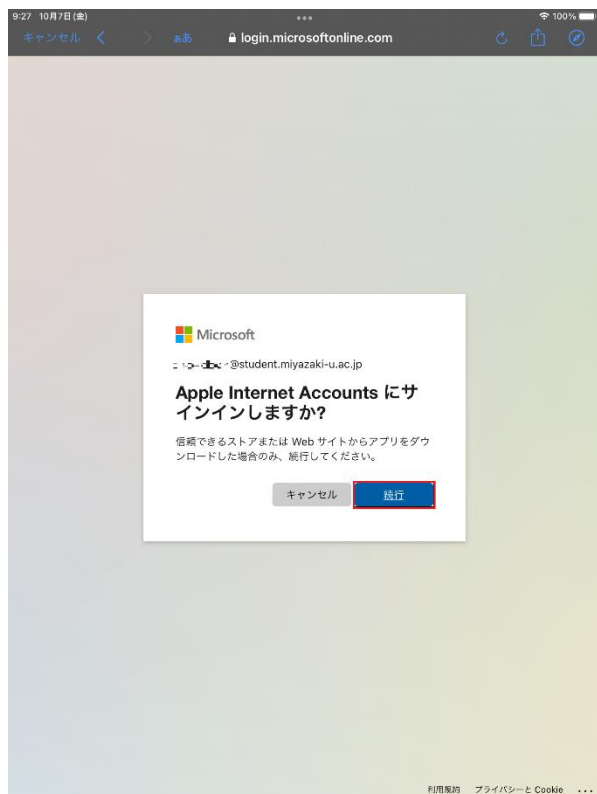 9:27 10月7日(金)
100%
キャンセル
ぁあ
login.microsoftonline.com
Microsoft
@student.miyazaki-u.ac.jp
Apple Internet Accounts にサ
インインしますか?
信頼できるストアまたは Web サイトからアプリをダウ
ンロードした場合のみ、続行してください。
キャンセル
続行
利用規約
プライバシーと Cookie
...